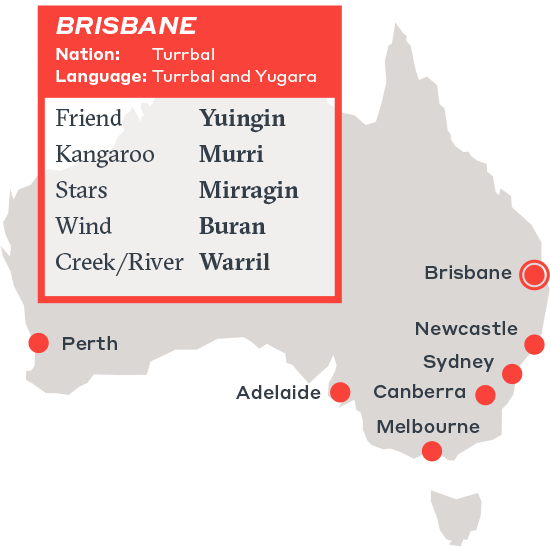 BRISBANE
Nation: Turrbal
Language: Turrbal and Yugara
Friend Yuingin
Kangaroo Murri
Stars Mirragin
Wind Buran
Creek/River Warril
Brisbane
Newcastle
Perth
Sydney
Adelaide
Canberra
Melbourne